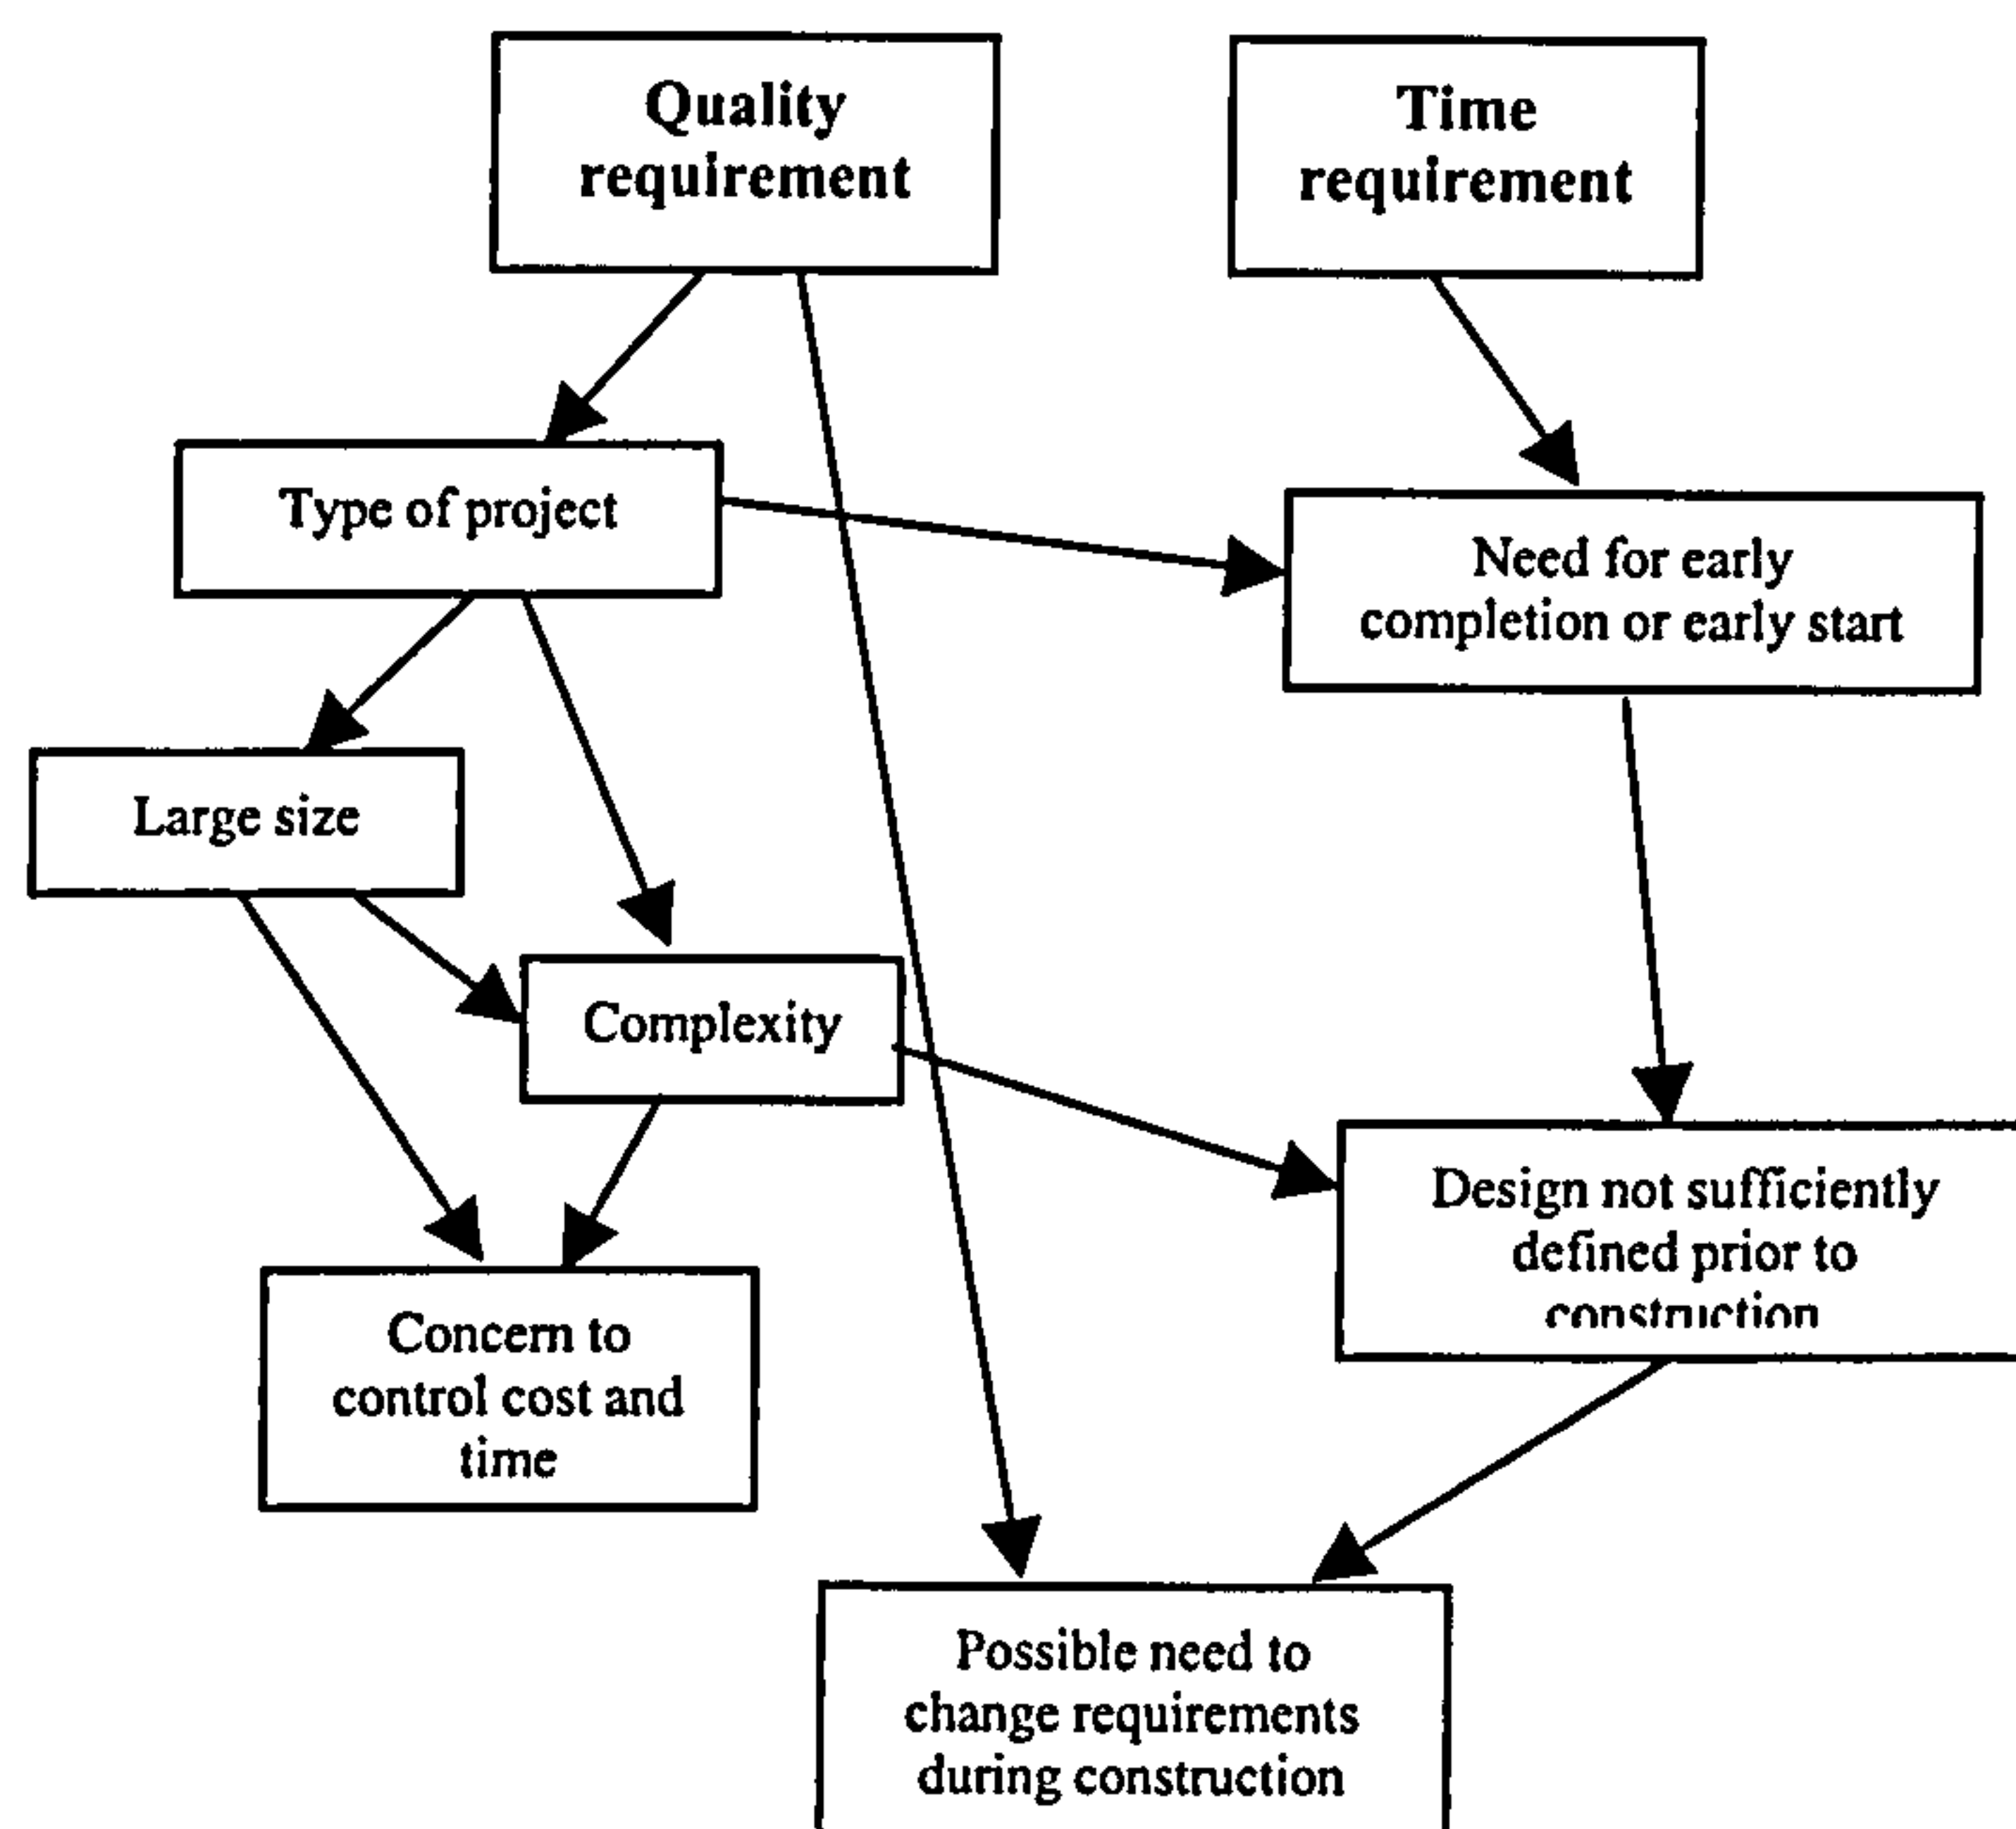 Quality
requirement
Time
requirement
Type of project
Need for early
completion or early start
Large size
Complexity
Design not sufficiently
defined prior to
construction
Concern to
control cost and
time
Possible need to
change requirements
during construction